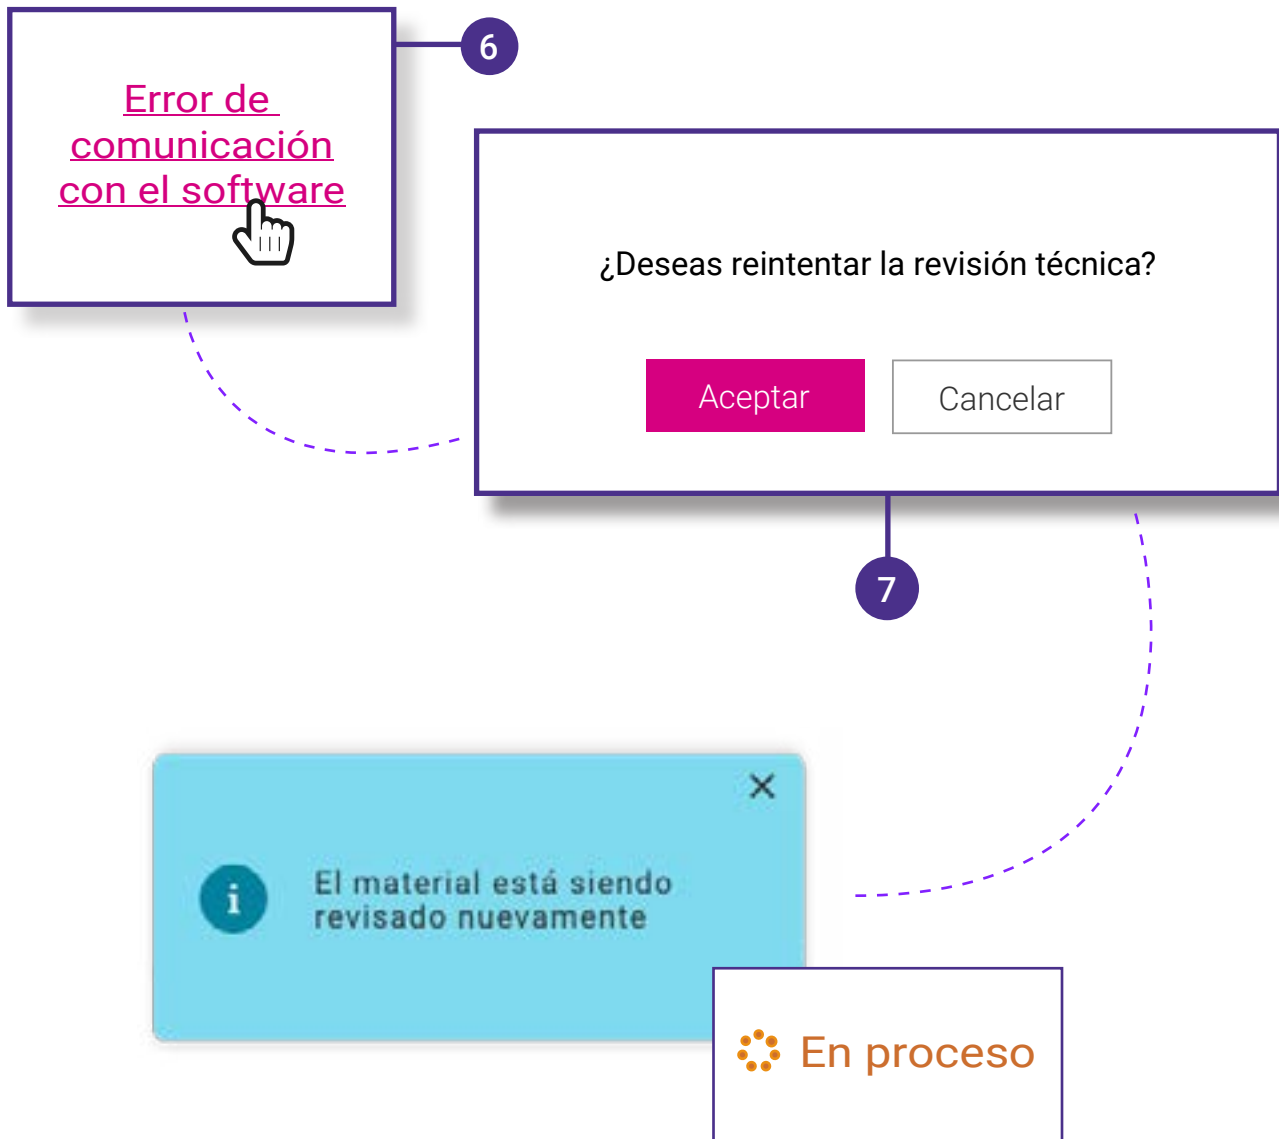 6
Error de
comunicación
con el software
¿Deseas reintentar la revisión técnica?
Aceptar
Cancelar
7
El material está siendo
revisado nuevamente
En proceso